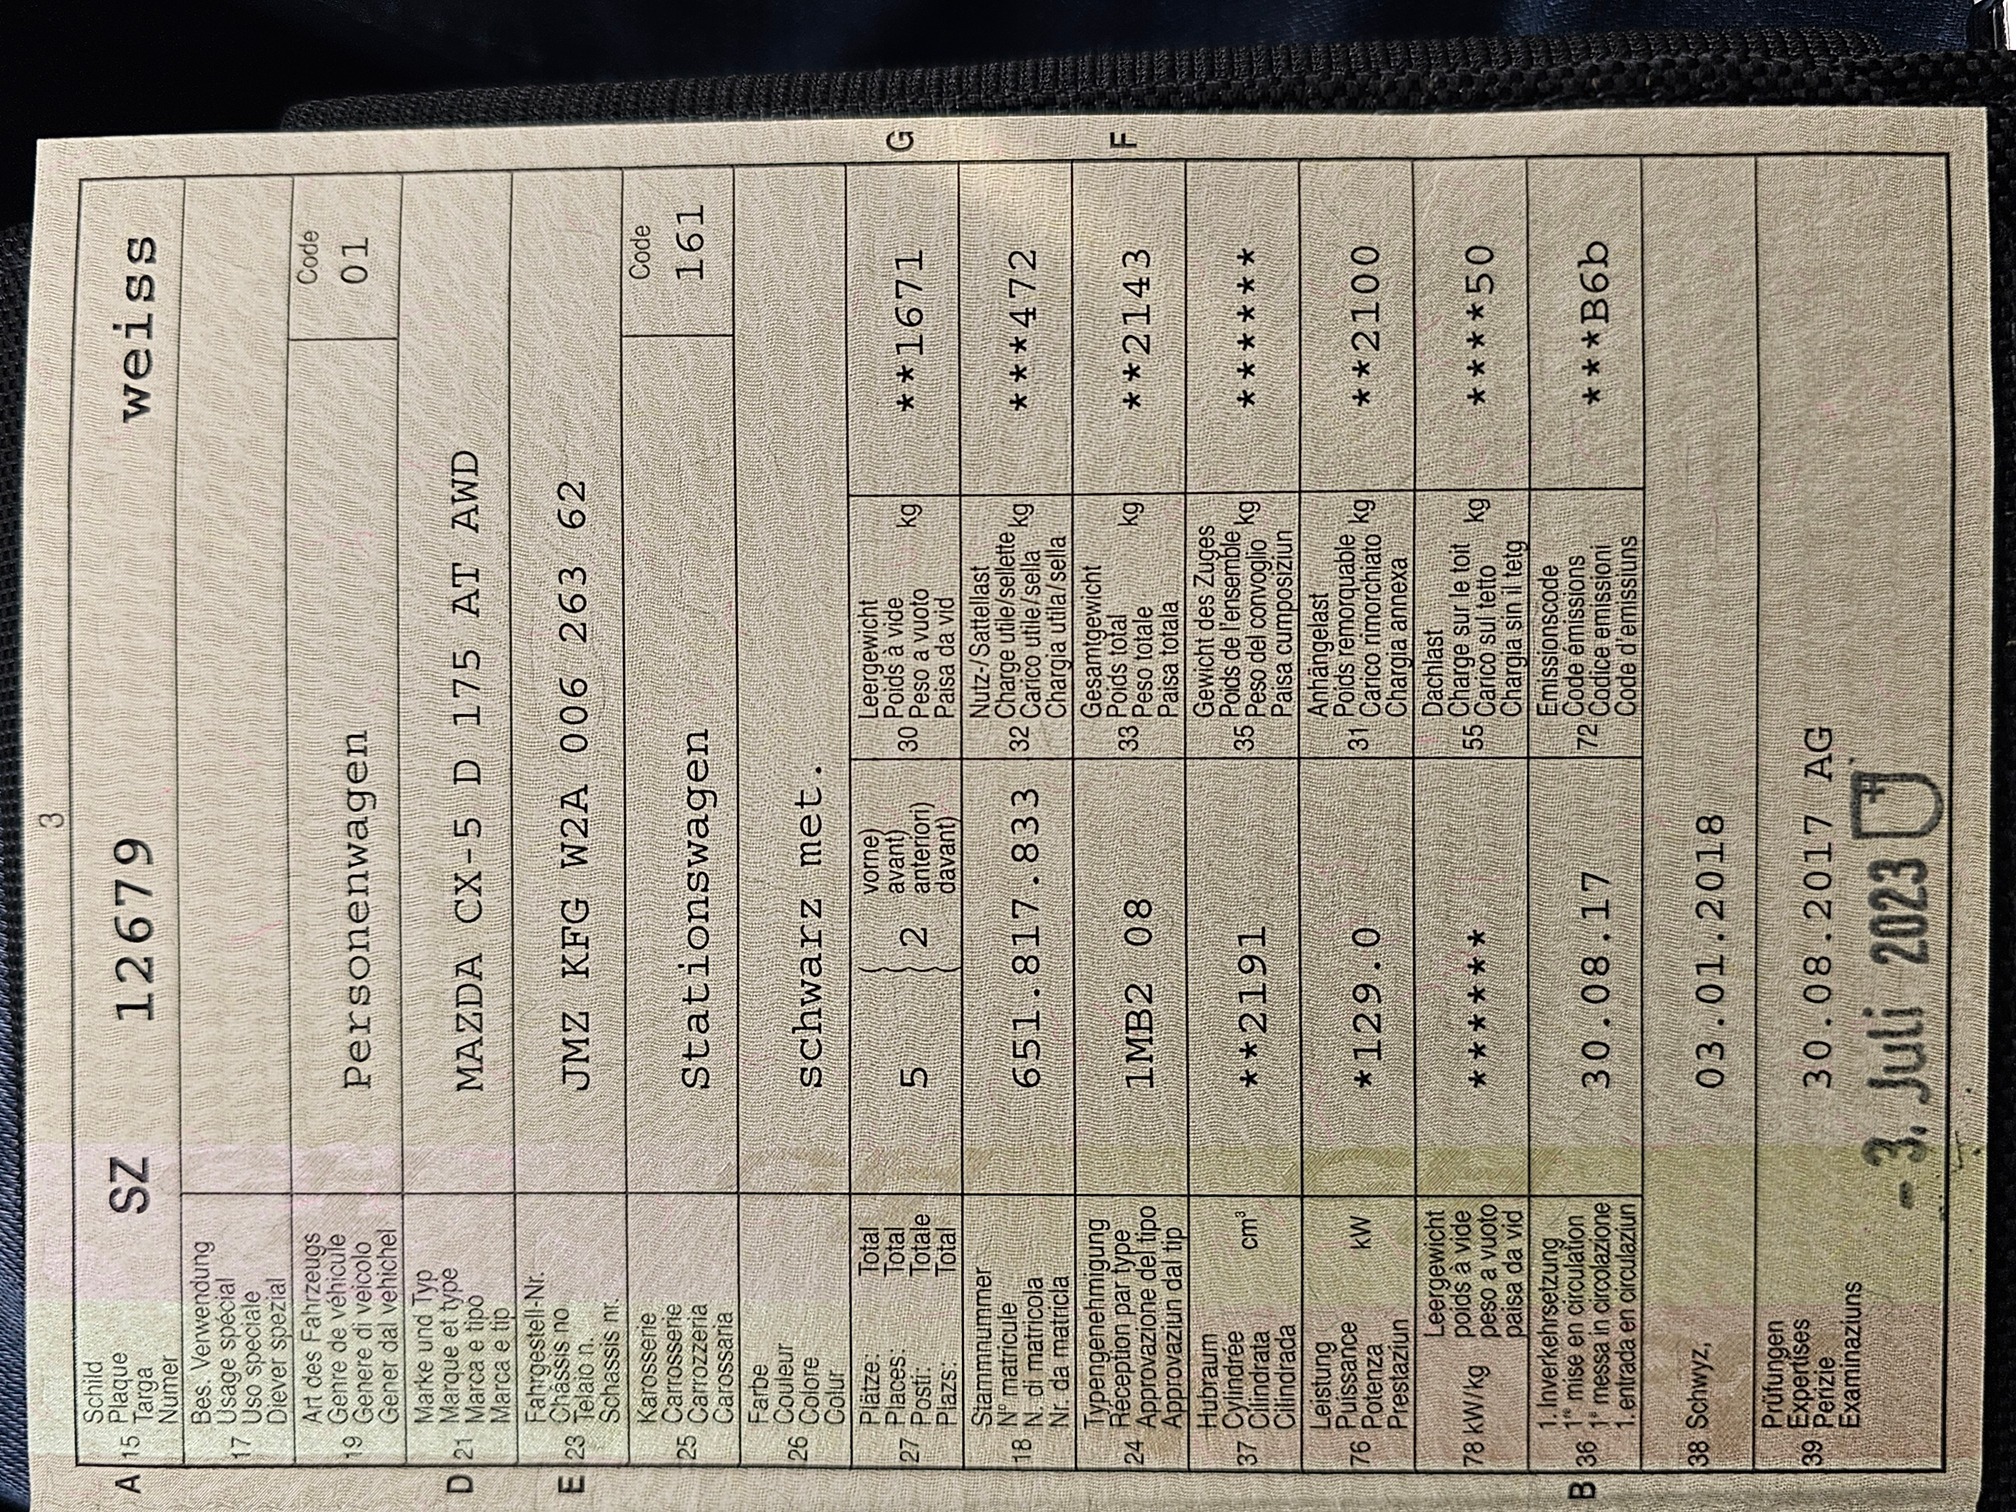 3
A 15 Schild
Plaque
Targa
Numer
SZ 12679 weiss
17 Bes. Verwendung
Usage spécial
Uso speciale
Diever spezial
19 Art des Fahrzeugs
Genre de véhicule
Genere di veicolo
Gener dal vehichel
Personenwagen
Code
01
D 21 Marke und Typ
Marque et type
Marca e tipo
Marca e tip
MAZDA CX-5 D 175 AT AWD
E 23 Fahrgestell-Nr.
Châssis no
Telaio n.
Schassis nr.
JMZ KFG W2A 006 263 62
25 Karosserie
Carrosserie
Carrozzeria
Carossaria
Stationswagen
Code
161
26 Farbe
Couleur
Colore
Colur
schwarz met.
27 Plätze: Total
Places: Total
Posti: Totale
Plazs: Total
5 2
vorne)
avant)
anteriori)
davant)
30 Leergewicht
Poids à vide
Peso a vuoto
Paisa da vid
kg
**1671
G
18 Stammnummer
N° matricule
N. di matricola
Nr. da matricla
651.817.833
32 Nutz-/Sattellast
Charge utile/sellette
Carico utile/sella
Chargia utila/sella
kg
***472
24 Typengenehmigung
Réception par type
Approvazione del tipo
Approvaziun dal tip
1MB2 08
33 Gesamtgewicht
Poids total
Peso totale
Paisa totala
kg
**2143
F
37 Hubraum
Cylindrée
Cilindrata
Cilindrada
cm³
**2191
35 Gewicht des Zuges
Poids de l'ensemble
Peso del convoglio
Paisa cumposiziun
kg
******
76 Leistung
Puissance
Potenza
Prestaziun
kW
*129.0
31 Anhängelast
Poids remorquable
Carico rimorchiato
Chargia annexa
kg
**2100
78 kW/kg
Leergewicht
poids à vide
peso a vuoto
paisa da vid
******
55 Dachlast
Charge sur le toit
Carico sul tetto
Chargia sin il tetg
kg
****50
B 36 1. Inverkehrsetzung
1re mise en circulation
1a messa in circolazione
1. entrada en circulaziun
30.08.17
72 Emissionscode
Code émissions
Codice emissioni
Code d'emissiuns
***B6b
38 Schwyz,
03.01.2018
39 Prüfungen
Expertises
Perizie
Examinaziuns
30.08.2017 AG
- 3. Juli 2023